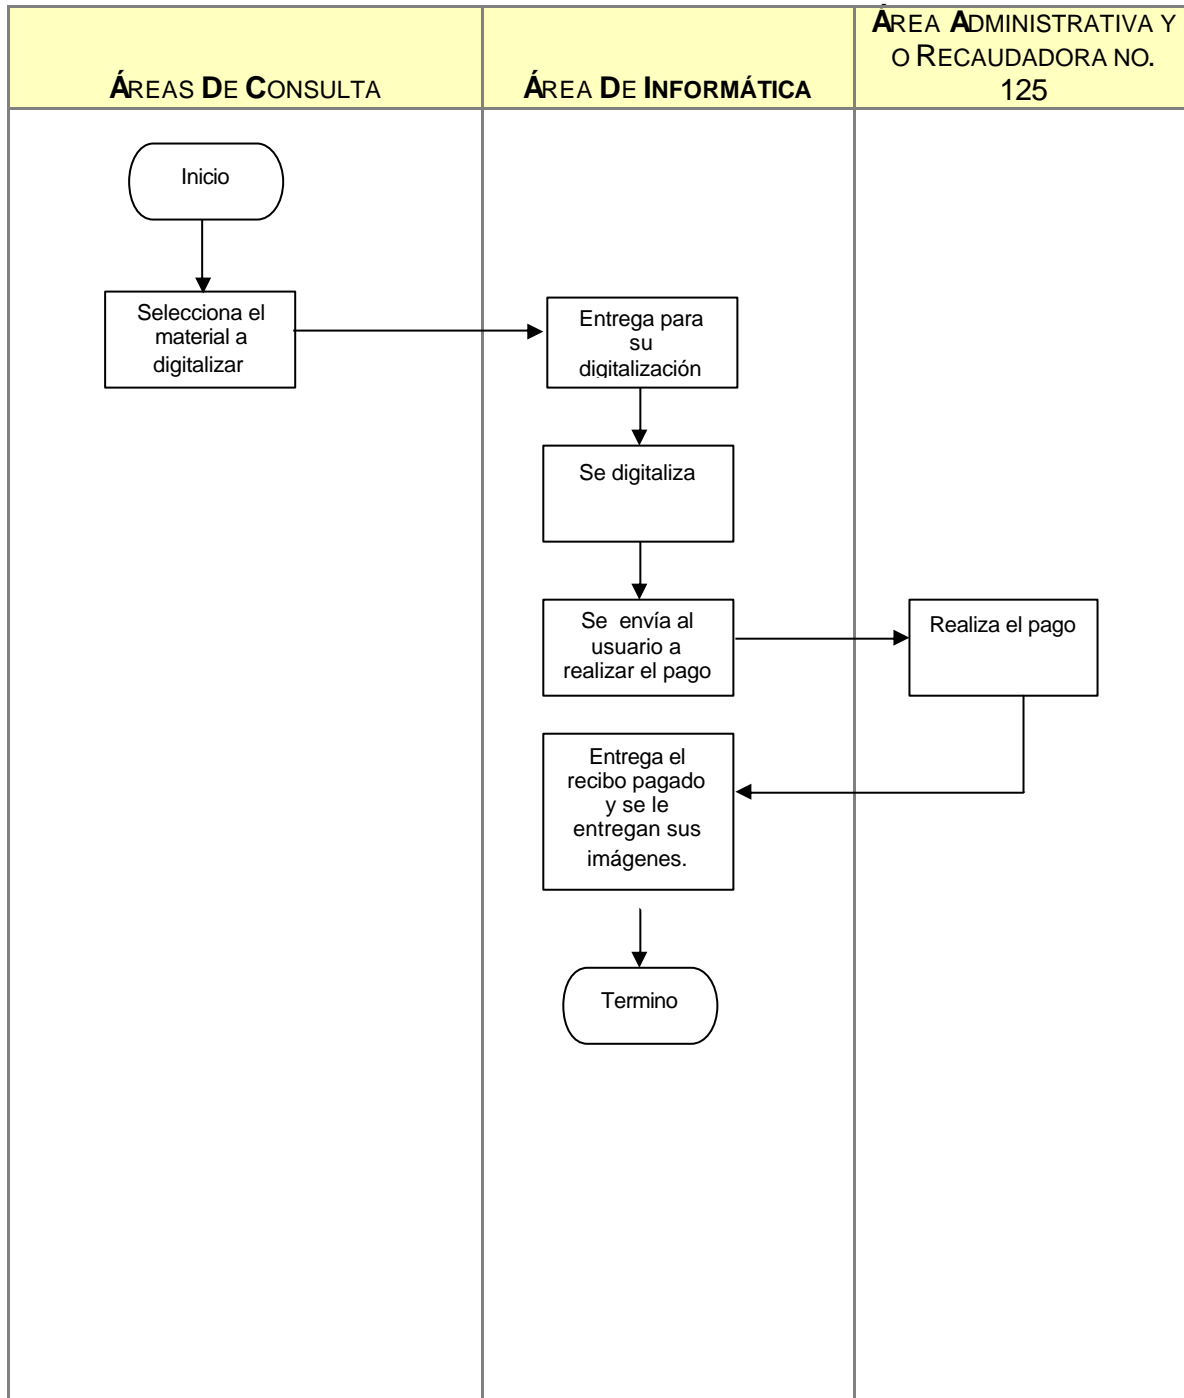 ÁREAS DE CONSULTA
ÁREA DE INFORMÁTICA
ÁREA ADMINISTRATIVA Y
O RECAUDADORA NO.
125
Inicio
Selecciona el
material a
digitalizar
Entrega para
su
digitalización
Se digitaliza
Se envía al
usuario a
realizar el pago
Realiza el pago
Entrega el
recibo pagado
y se le
entregan sus
imágenes.
Termino